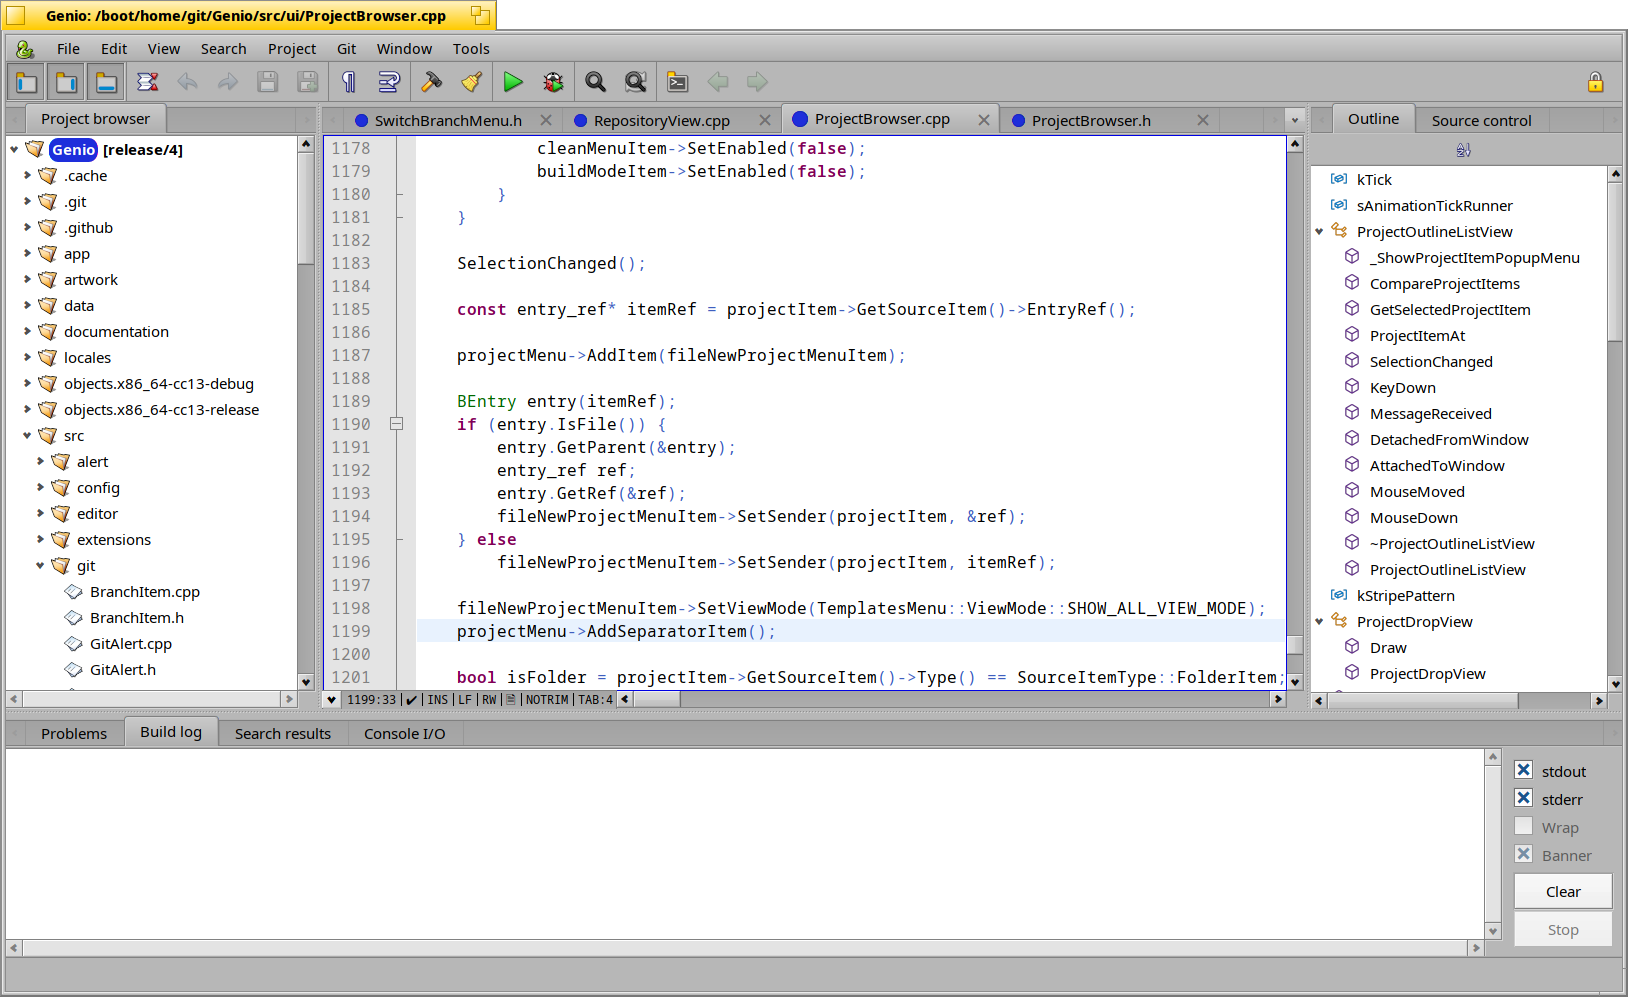 Genio: /boot/home/git/Genio/src/ui/ProjectBrowser.cpp
File Edit View Search Project Git Window Tools
Project browser
Genio [release/4]
.cache
.git
.github
app
artwork
data
documentation
locales
objects.x86_64-cc13-debug
objects.x86_64-cc13-release
src
alert
config
editor
extensions
git
BranchItem.cpp
BranchItem.h
GitAlert.cpp
GitAlert.h
SwitchBranchMenu.h RepositoryView.cpp ProjectBrowser.cpp ProjectBrowser.h
1178 cleanMenuItem->SetEnabled(false);
1179 buildModeItem->SetEnabled(false);
1180 }
1181 }
1182
1183 SelectionChanged();
1184
1185 const entry_ref* itemRef = projectItem->GetSourceItem()->EntryRef();
1186
1187 projectMenu->AddItem(fileNewProjectMenuItem);
1188
1189 BEntry entry(itemRef);
1190 if (entry.IsFile()) {
1191 entry.GetParent(&entry);
1192 entry_ref ref;
1193 entry.GetRef(&ref);
1194 fileNewProjectMenuItem->SetSender(projectItem, &ref);
1195 } else
1196 fileNewProjectMenuItem->SetSender(projectItem, itemRef);
1197
1198 fileNewProjectMenuItem->SetViewMode(TemplatesMenu::ViewMode::SHOW_ALL_VIEW_MODE);
1199 projectMenu->AddSeparatorItem();
1200
1201 bool isFolder = projectItem->GetSourceItem()->Type() == SourceItemType::FolderItem;
1199:33 | ✔ | INS | LF | RW | NOTRIM | TAB:4
Outline Source control
kTick
sAnimationTickRunner
ProjectOutlineListView
_ShowProjectItemPopupMenu
CompareProjectItems
GetSelectedProjectItem
ProjectItemAt
SelectionChanged
KeyDown
MessageReceived
DetachedFromWindow
AttachedToWindow
MouseMoved
MouseDown
~ProjectOutlineListView
ProjectOutlineListView
kStripePattern
ProjectDropView
Draw
ProjectDropView
Problems Build log Search results Console I/O
stdout
stderr
Wrap
Banner
Clear
Stop